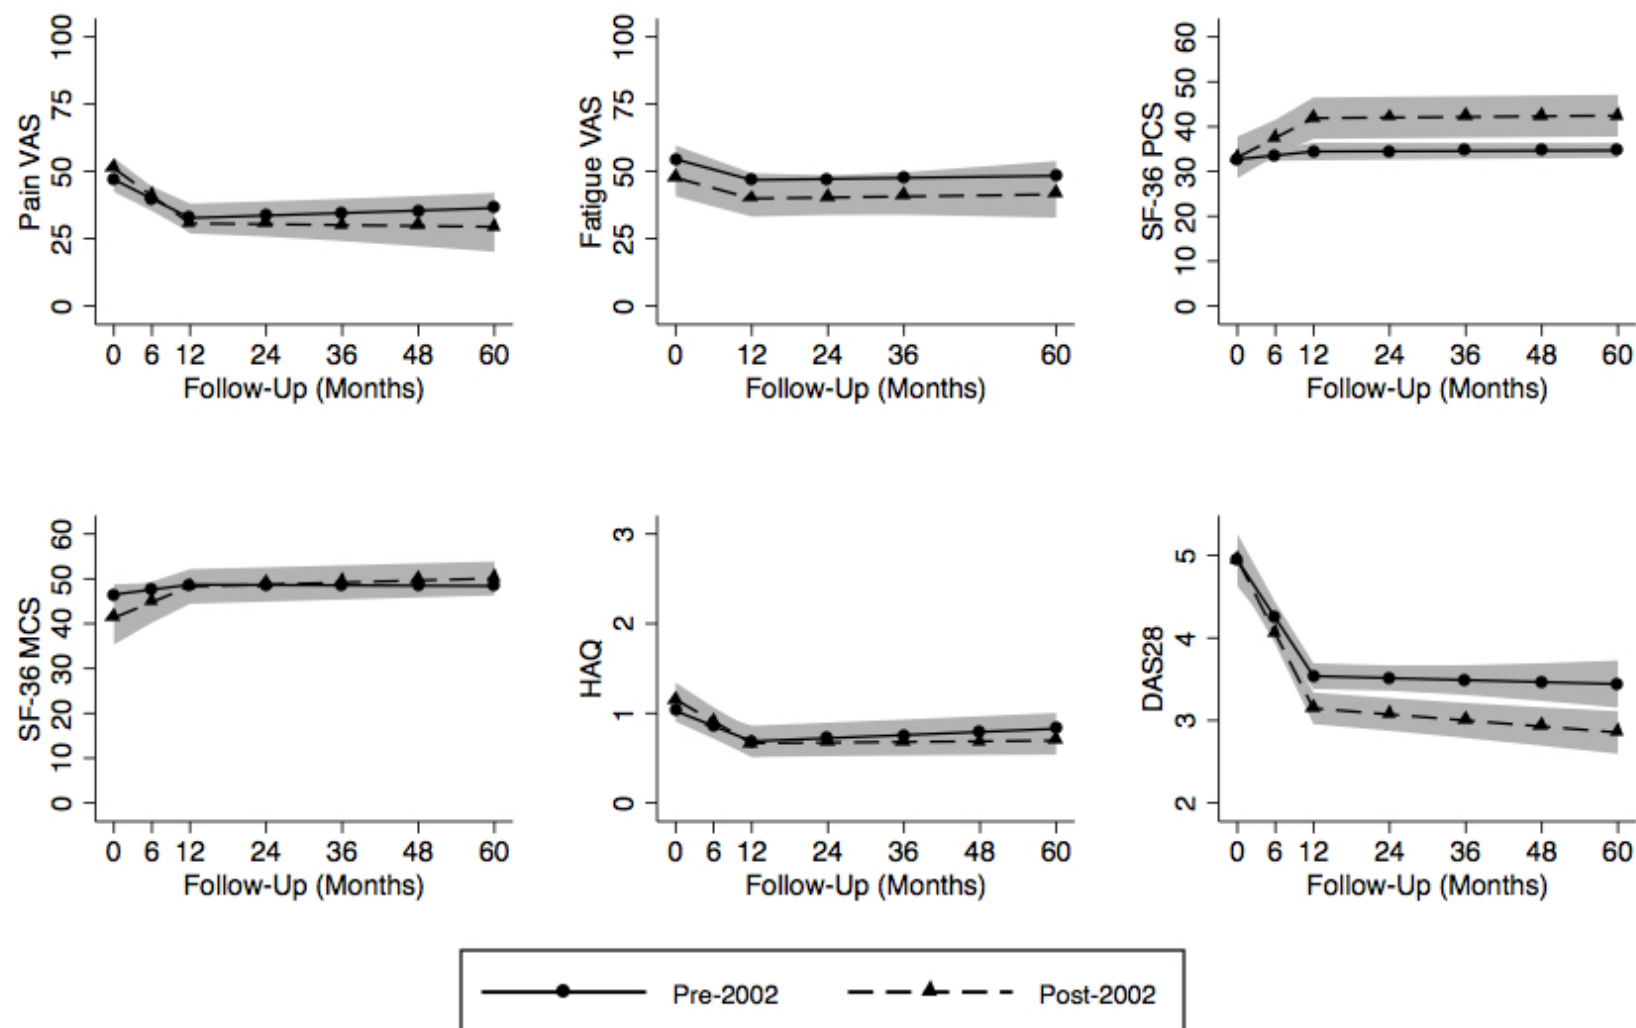 Pain VAS
100
75
50
25
0
0 6 12 24 36 48 60
Follow-Up (Months)
Fatigue VAS
100
75
50
25
0
0 12 24 36 60
Follow-Up (Months)
SF-36 PCS
60
50
40
30
20
10
0
0 6 12 24 36 48 60
Follow-Up (Months)
SF-36 MCS
60
50
40
30
20
10
0
0 6 12 24 36 48 60
Follow-Up (Months)
HAQ
3
2
1
0
0 6 12 24 36 48 60
Follow-Up (Months)
DAS28
5
4
3
2
0 6 12 24 36 48 60
Follow-Up (Months)
Pre-2002 Post-2002